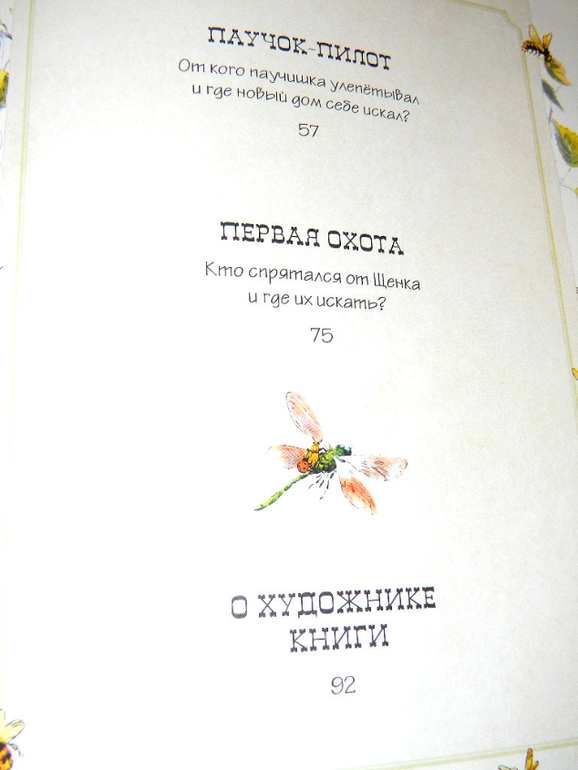 ПАУЧОК-ПИЛОТ
От кого паучишка улепётывал
и где новый дом себе искал?
57
ПЕРВАЯ ОХОТА
Кто спрятался от Щенка
и где их искать?
75
О ХУДОЖНИКЕ
КНИГИ
92